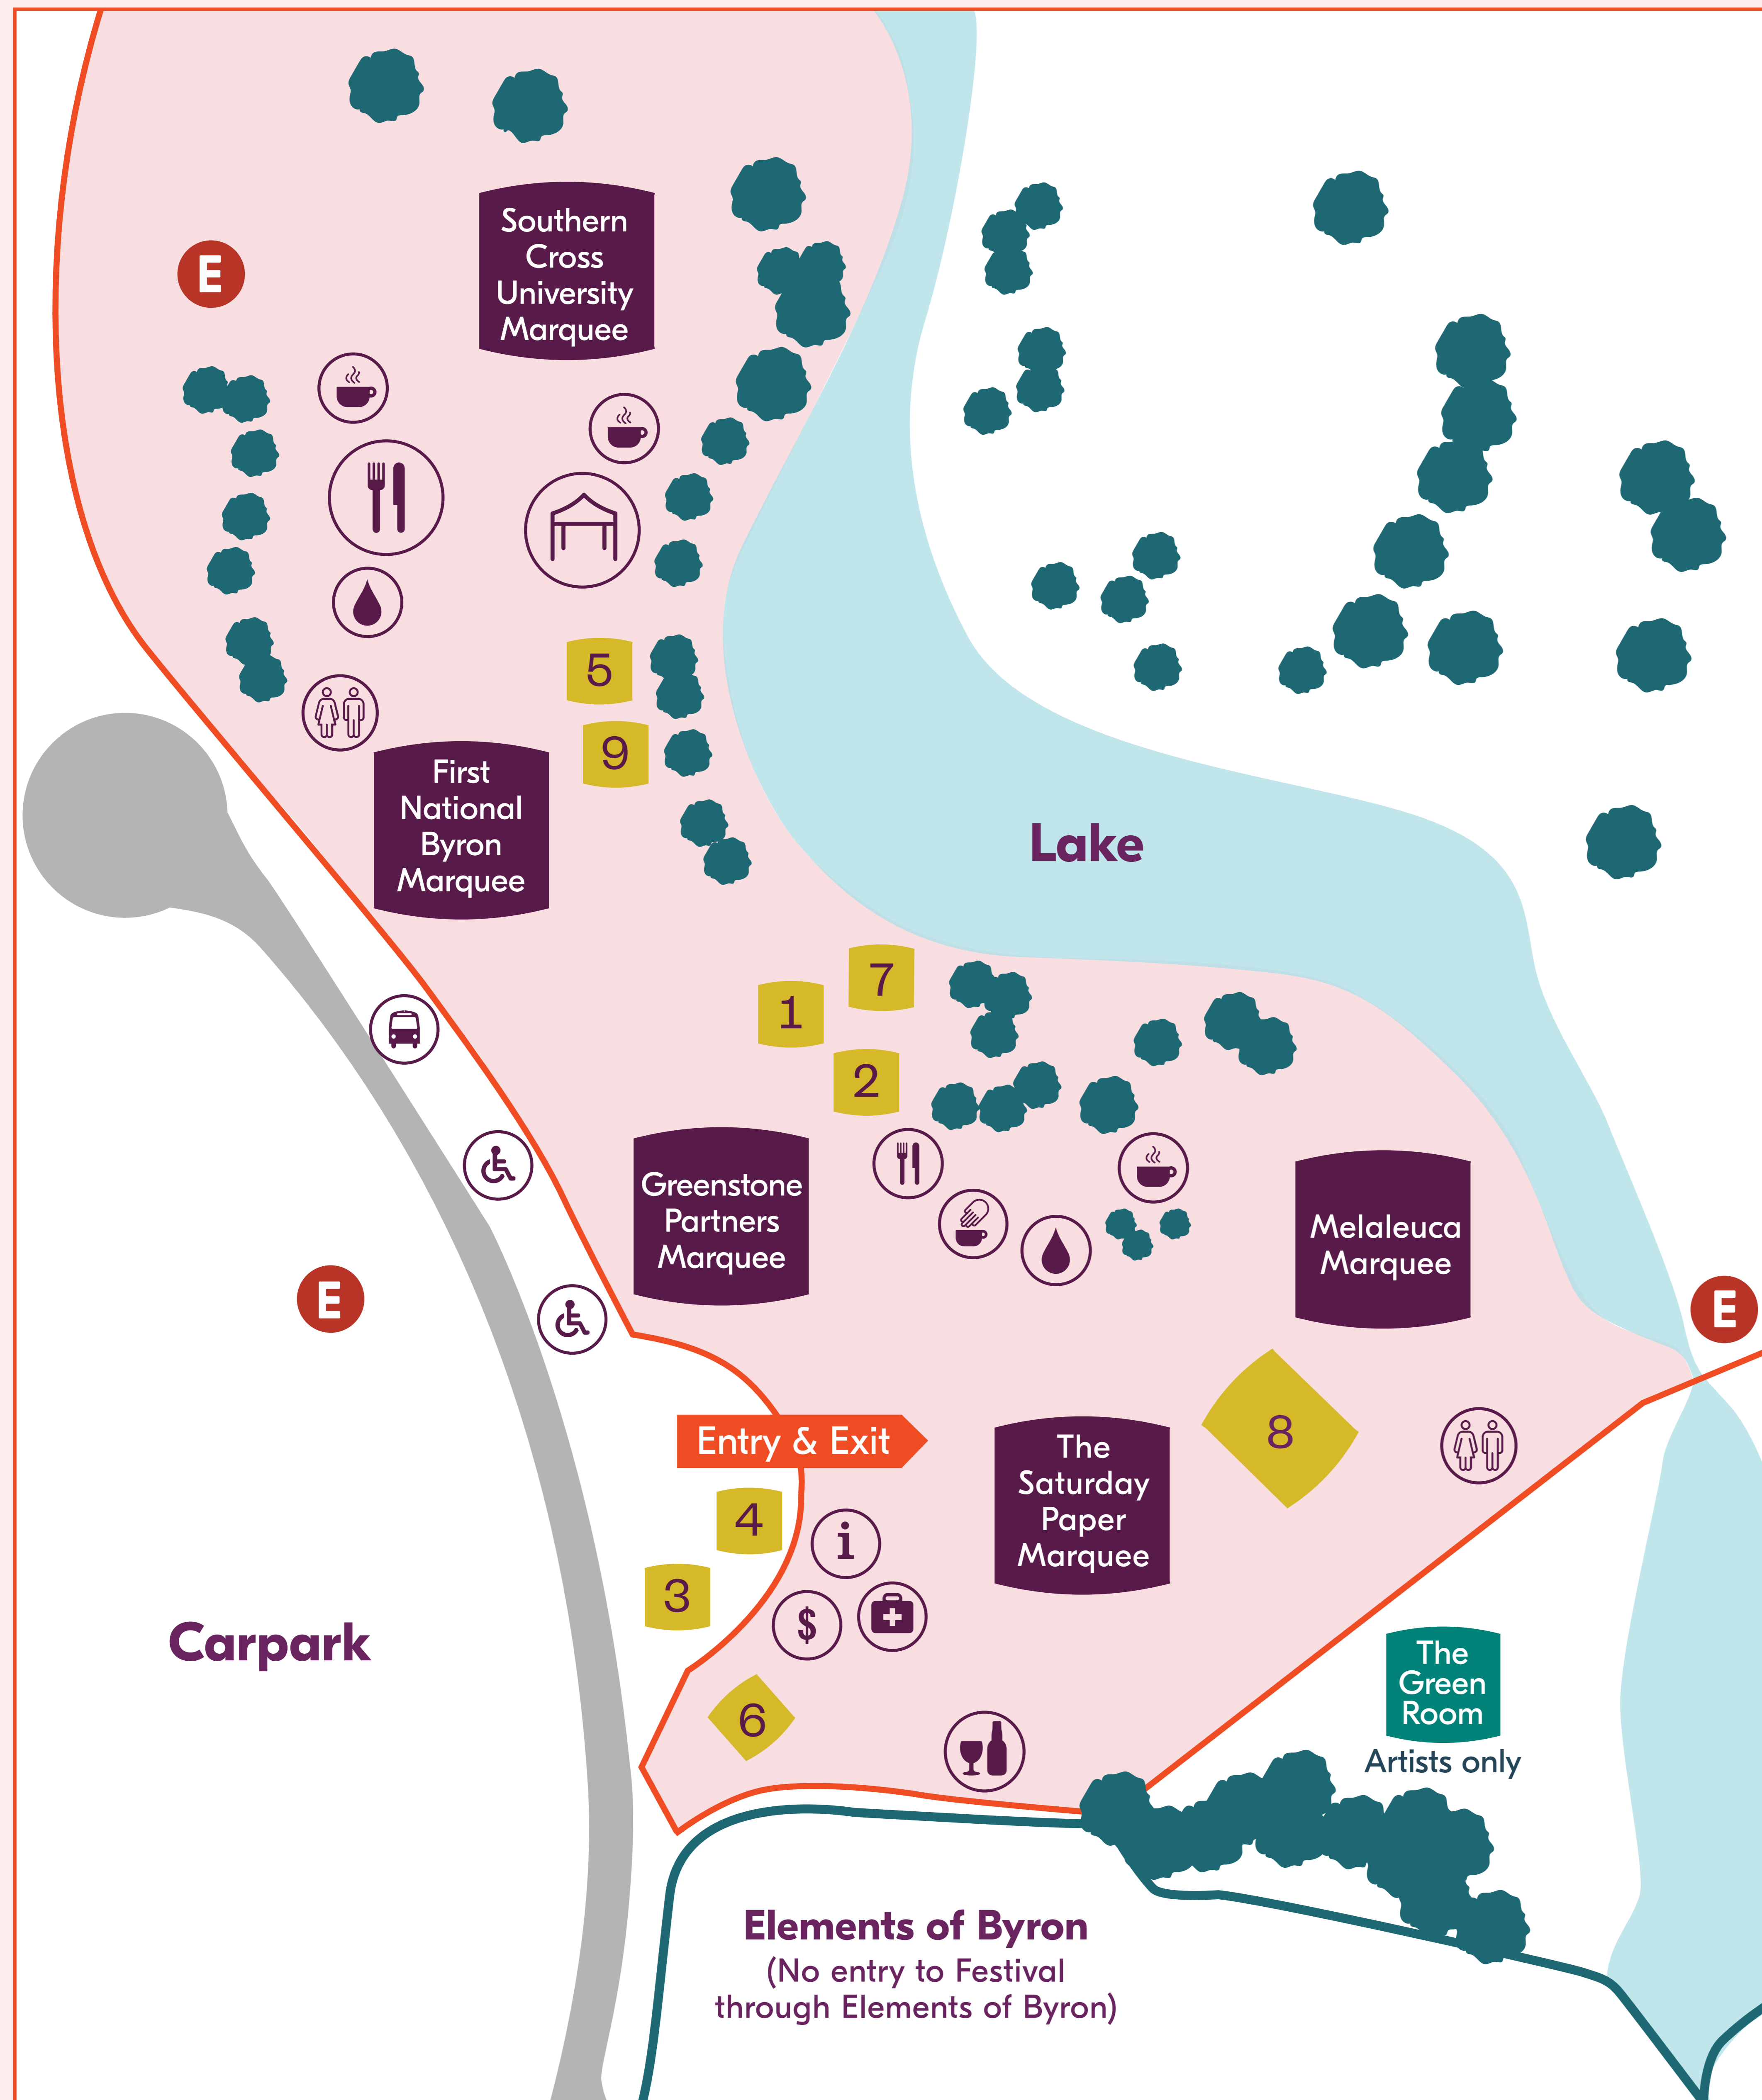 Southern
Cross
University
Marquee
E
5
9
First
National
Byron
Marquee
Lake
7
1
2
Greenstone
Partners
Marquee
Melaleuca
Marquee
E
E
Entry & Exit
8
The
Saturday
Paper
Marquee
4
i
3
$
Carpark
6
The
Green
Room
Artists only
Elements of Byron
(No entry to Festival
through Elements of Byron)